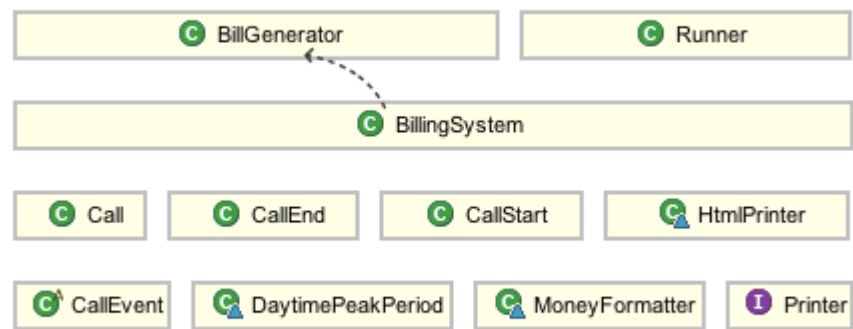 C BillGenerator C Runner
C BillingSystem
C Call C CallEnd C CallStart C HtmlPrinter
C CallEvent C DaytimePeakPeriod C MoneyFormatter I Printer